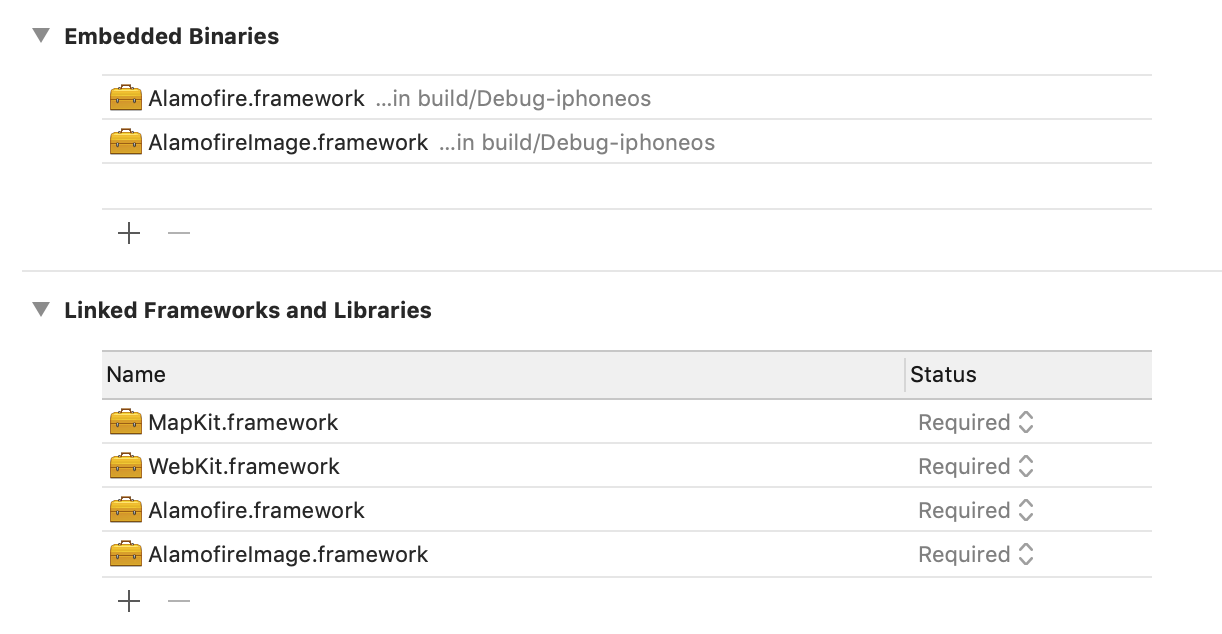 Embedded Binaries
Alamofire.framework ...in build/Debug-iphoneos
AlamofireImage.framework ...in build/Debug-iphoneos
Linked Frameworks and Libraries
Name Status
MapKit.framework Required
WebKit.framework Required
Alamofire.framework Required
AlamofireImage.framework Required